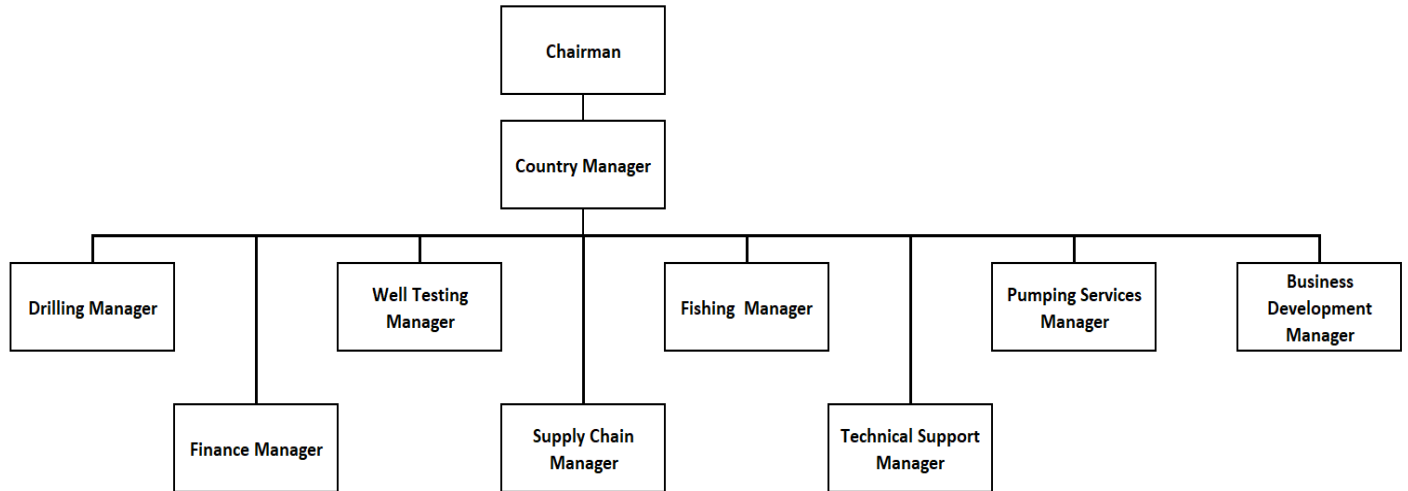 Chairman
Country Manager
Drilling Manager
Well Testing
Manager
Fishing Manager
Pumping Services
Manager
Business
Development
Manager
Finance Manager
Supply Chain
Manager
Technical Support
Manager